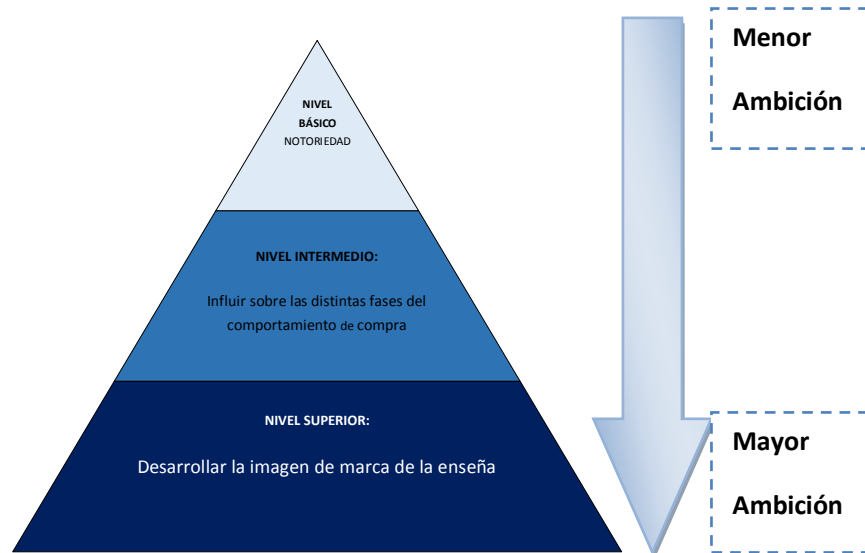 Menor
Ambición
NIVEL
BÁSICO
NOTORIEDAD
NIVEL INTERMEDIO:
Influir sobre las distintas fases del
comportamiento de compra
NIVEL SUPERIOR:
Desarrollar la imagen de marca de la enseña
Mayor
Ambición